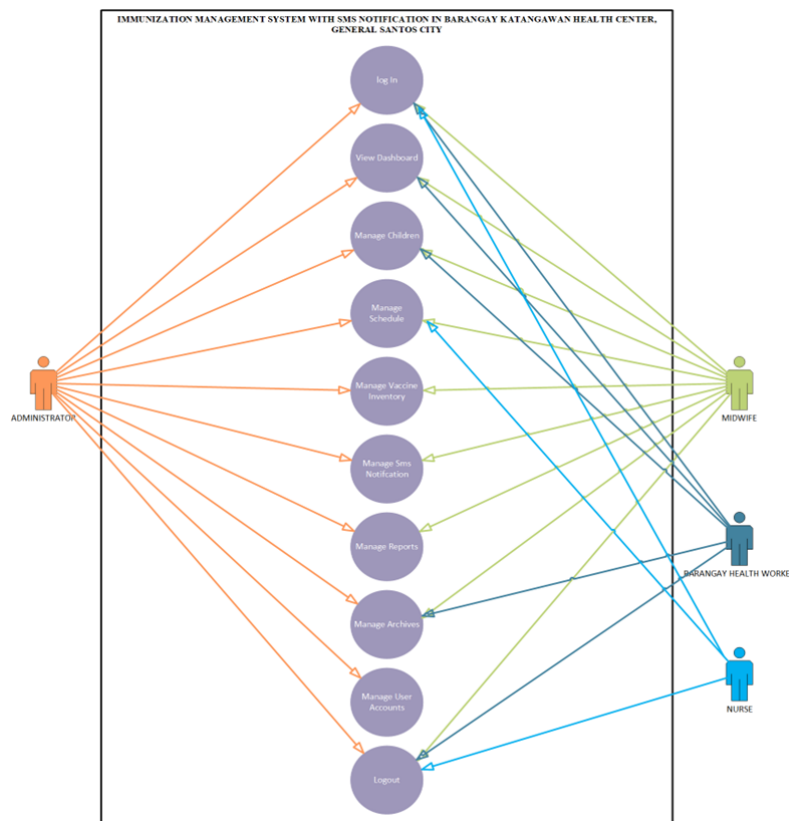 IMMUNIZATION MANAGEMENT SYSTEM WITH SMS NOTIFICATION IN BARANGAY KATANGAWAN HEALTH CENTER,
GENERAL SANTOS CITY
log In
View Dashboard
Manage Children
Manage
Schedule
Manage Vaccine
Inventory
ADMINISTRATOR
MIDWIFE
Manage Sms
Notifcation
Manage Reports
BARANGAY HEALTH WORKE
Manage Archives
Manage User
Accounts
NURSE
Logout